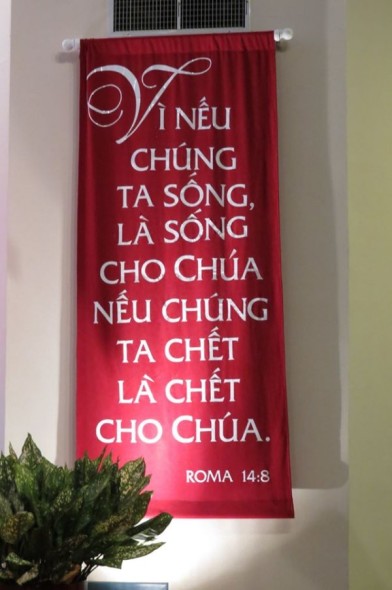 VÌ NẾU
CHÚNG
TA SỐNG,
LÀ SỐNG
CHO CHÚA
NẾU CHÚNG
TA CHẾT
LÀ CHẾT
CHO CHÚA.
ROMA 14:8